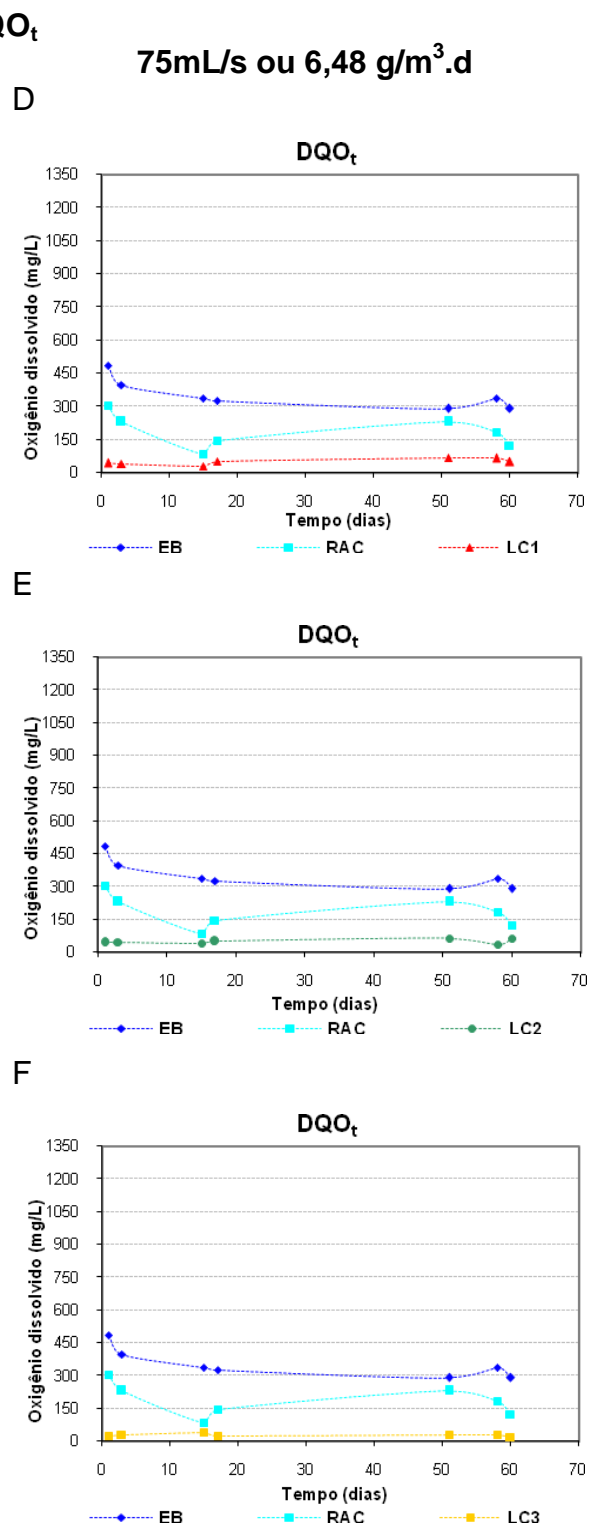 QO_t
75mL/s ou 6,48 g/m³.d
D
DQO_t
Oxigênio dissolvido (mg/L)
1350
1200
1050
900
750
600
450
300
150
0
0 10 20 30 40 50 60 70
Tempo (dias)
EB RAC LC1
E
DQO_t
Oxigênio dissolvido (mg/L)
1350
1200
1050
900
750
600
450
300
150
0
0 10 20 30 40 50 60 70
Tempo (dias)
EB RAC LC2
F
DQO_t
Oxigênio dissolvido (mg/L)
1350
1200
1050
900
750
600
450
300
150
0
0 10 20 30 40 50 60 70
Tempo (dias)
EB RAC LC3